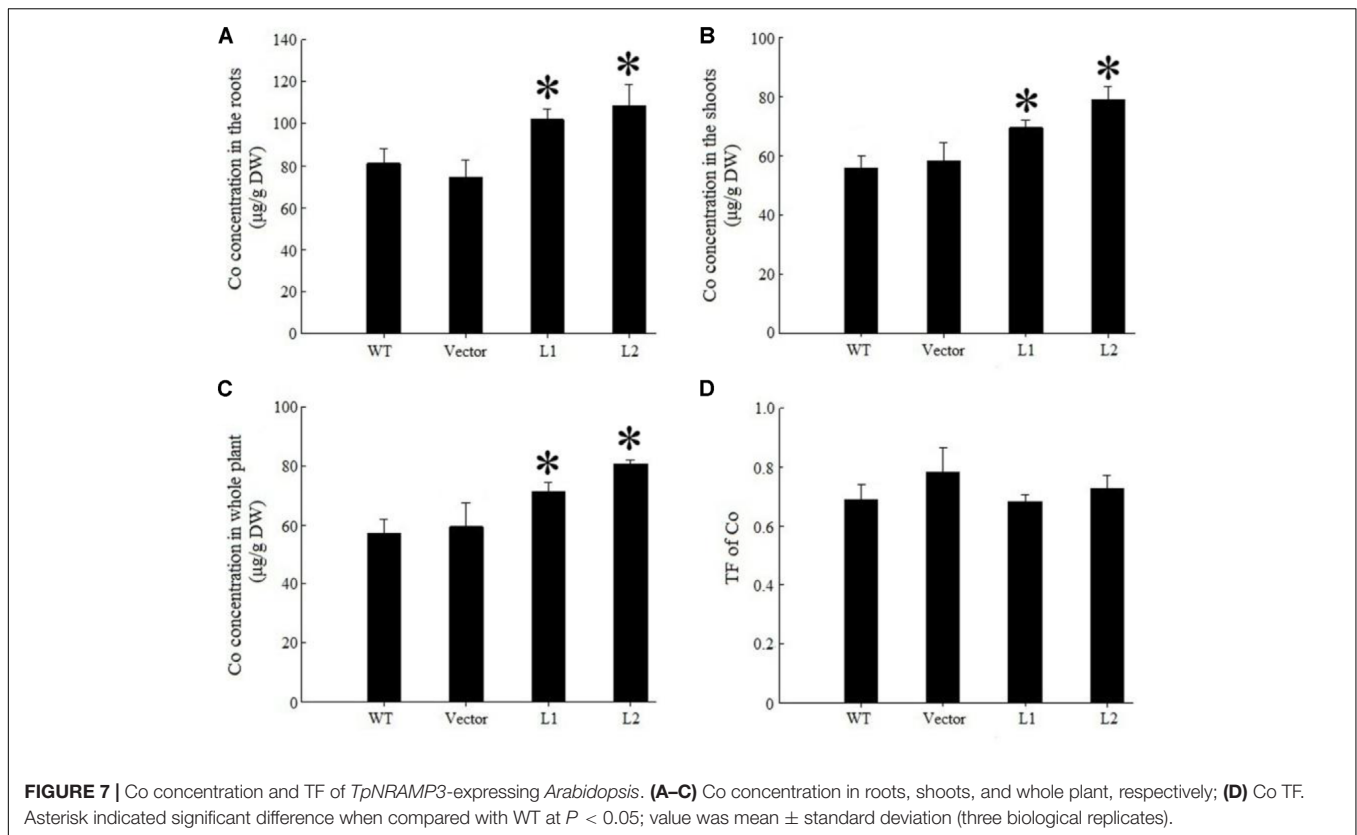 A
140
120
100
80
60
40
20
0
Co concentration in the roots
(µg/g DW)
* *
WT Vector L1 L2
B
100
80
60
40
20
0
Co concentration in the shoots
(µg/g DW)
* *
WT Vector L1 L2
C
100
80
60
40
20
0
Co concentration in whole plant
(µg/g DW)
* *
WT Vector L1 L2
D
1.0
0.8
0.6
0.4
0.2
0
TF of Co
WT Vector L1 L2
FIGURE 7 | Co concentration and TF of TpNRAMP3-expressing Arabidopsis. (A–C) Co concentration in roots, shoots, and whole plant, respectively; (D) Co TF.
Asterisk indicated significant difference when compared with WT at P < 0.05; value was mean ± standard deviation (three biological replicates).